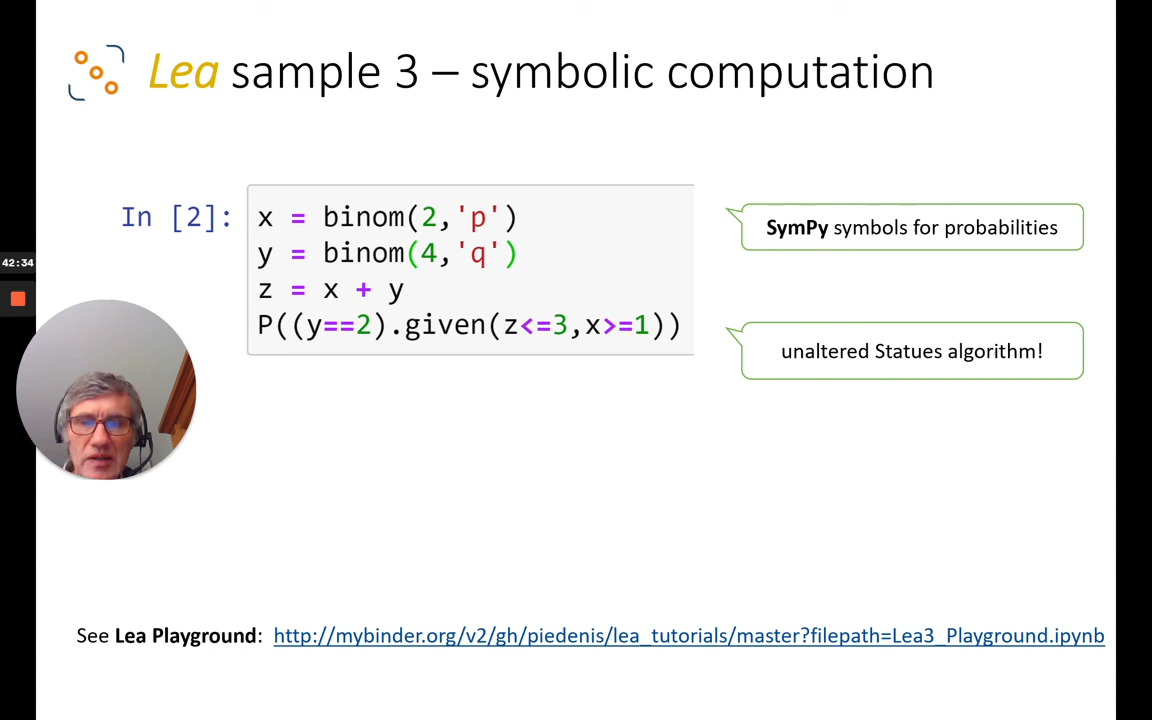 Lea sample 3 – symbolic computation
In [2]:
x = binom(2,'p')
y = binom(4,'q')
z = x + y
P((y==2).given(z<=3,x>=1))
SymPy symbols for probabilities
unaltered Statues algorithm!
42:34
See Lea Playground: http://mybinder.org/v2/gh/piedenis/lea_tutorials/master?filepath=Lea3_Playground.ipynb